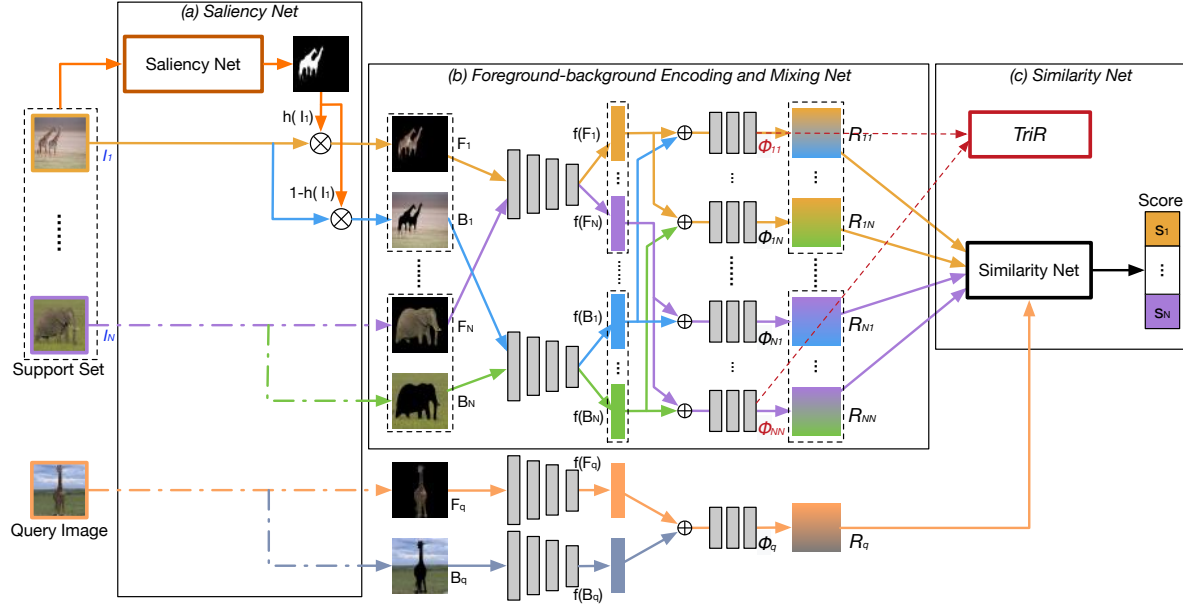 (a) Saliency Net
Saliency Net
h( I1)
1-h( I1)
I1
IN
Support Set
Query Image
(b) Foreground-background Encoding and Mixing Net
F1
B1
FN
BN
f(F1)
f(FN)
f(B1)
f(BN)
Φ11
Φ1N
ΦN1
ΦNN
R11
R1N
RN1
RNN
(c) Similarity Net
TriR
Similarity Net
Score
S1
SN
Fq
Bq
f(Fq)
f(Bq)
Φq
Rq